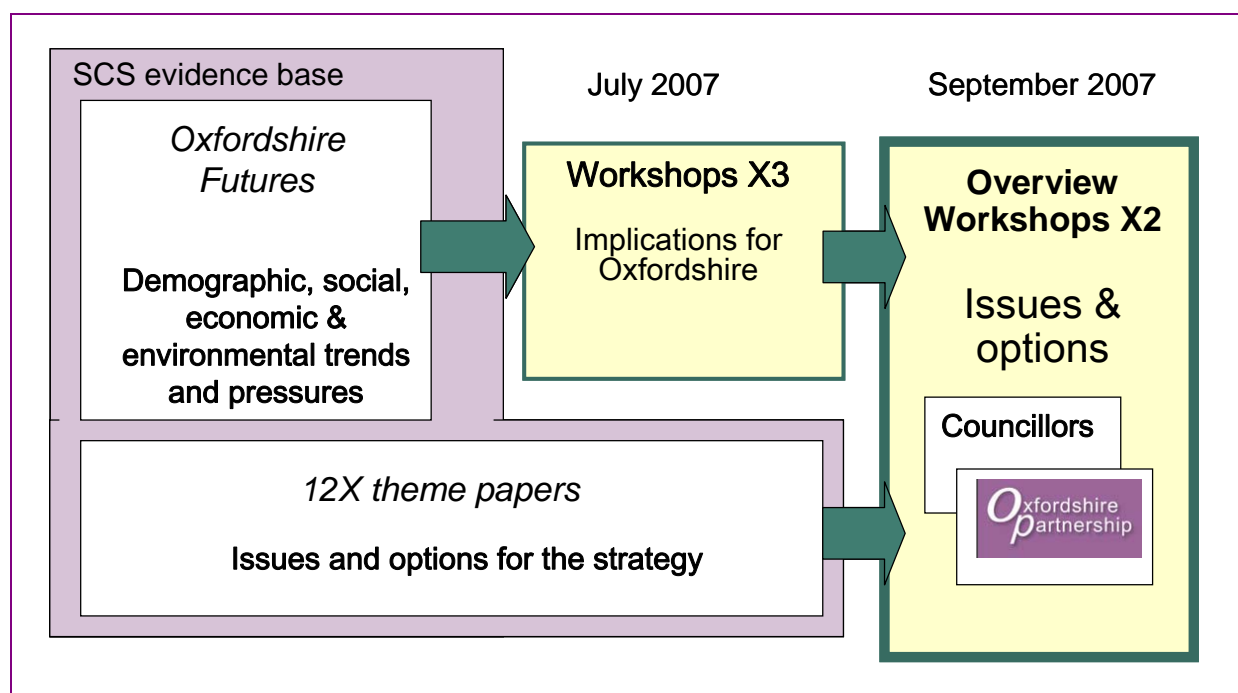 SCS evidence base
Oxfordshire
Futures
Demographic, social,
economic &
environmental trends
and pressures
July 2007
Workshops X3
Implications for
Oxfordshire
September 2007
Overview
Workshops X2
Issues &
options
Councillors
Oxfordshire
Partnership
12X theme papers
Issues and options for the strategy